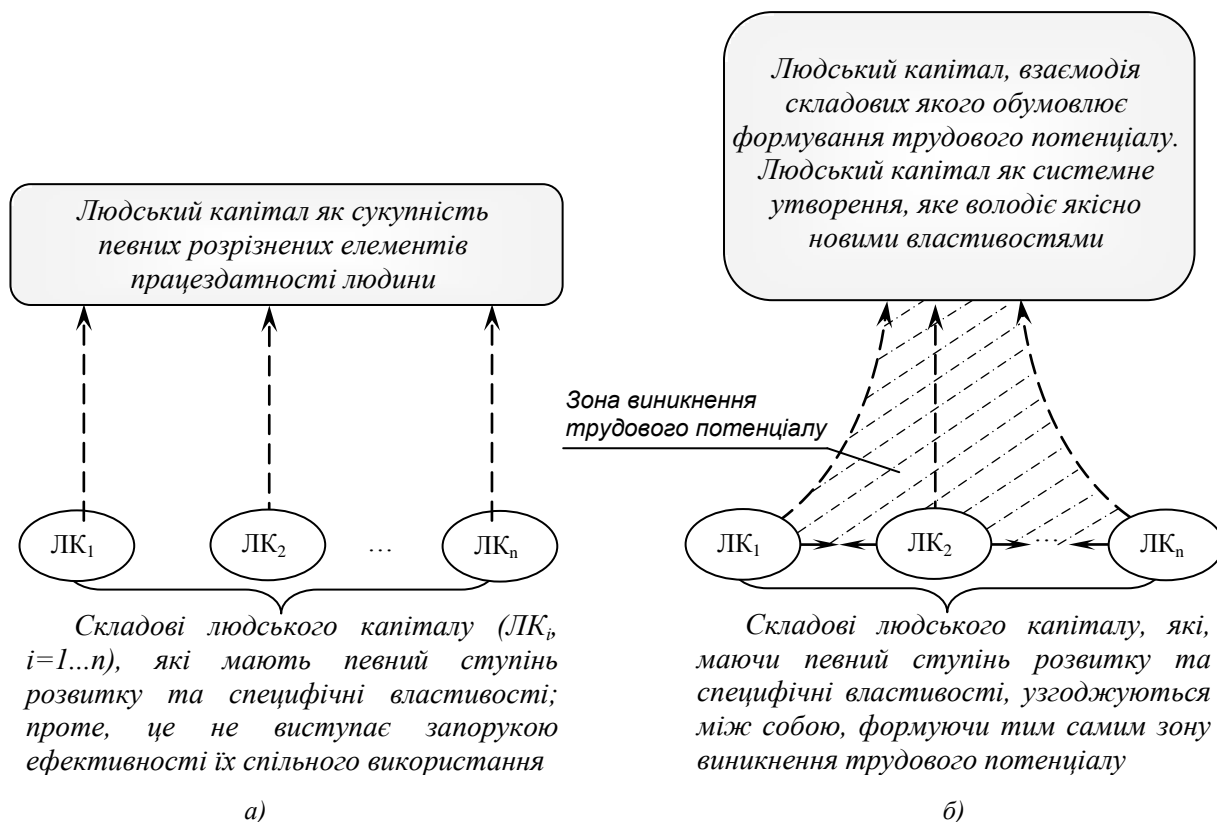 Людський капітал як сукупність
певних розрізнених елементів
працездатності людини
ЛК1
ЛК2
…
ЛКn
Складові людського капіталу (ЛКi,
i=1...n), які мають певний ступінь
розвитку та специфічні властивості;
проте, це не виступає запорукою
ефективності їх спільного використання
а)
Людський капітал, взаємодія
складових якого обумовлює
формування трудового потенціалу.
Людський капітал як системне
утворення, яке володіє якісно
новими властивостями
Зона виникнення
трудового потенціалу
ЛК1
ЛК2
…
ЛКn
Складові людського капіталу, які,
маючи певний ступінь розвитку та
специфічні властивості, узгоджуються
між собою, формуючи тим самим зону
виникнення трудового потенціалу
б)